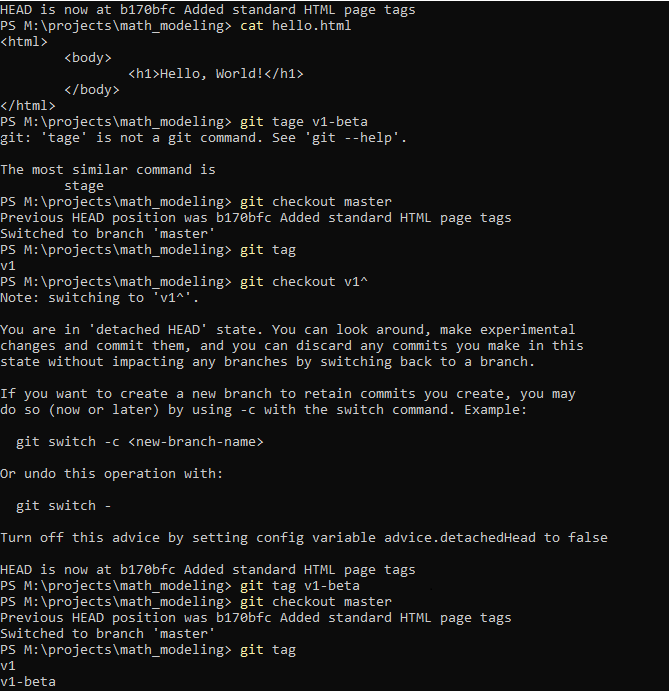 HEAD is now at b170bfc Added standard HTML page tags
PS M:\projects\math_modeling> cat hello.html
<html>
        <body>
                <h1>Hello, World!</h1>
        </body>
</html>
PS M:\projects\math_modeling> git tage v1-beta
git: 'tage' is not a git command. See 'git --help'.

The most similar command is
        stage
PS M:\projects\math_modeling> git checkout master
Previous HEAD position was b170bfc Added standard HTML page tags
Switched to branch 'master'
PS M:\projects\math_modeling> git tag
v1
PS M:\projects\math_modeling> git checkout v1^
Note: switching to 'v1^'.

You are in 'detached HEAD' state. You can look around, make experimental
changes and commit them, and you can discard any commits you make in this
state without impacting any branches by switching back to a branch.

If you want to create a new branch to retain commits you create, you may
do so (now or later) by using -c with the switch command. Example:

  git switch -c <new-branch-name>

Or undo this operation with:

  git switch -

Turn off this advice by setting config variable advice.detachedHead to false

HEAD is now at b170bfc Added standard HTML page tags
PS M:\projects\math_modeling> git tag v1-beta
PS M:\projects\math_modeling> git checkout master
Previous HEAD position was b170bfc Added standard HTML page tags
Switched to branch 'master'
PS M:\projects\math_modeling> git tag
v1
v1-beta